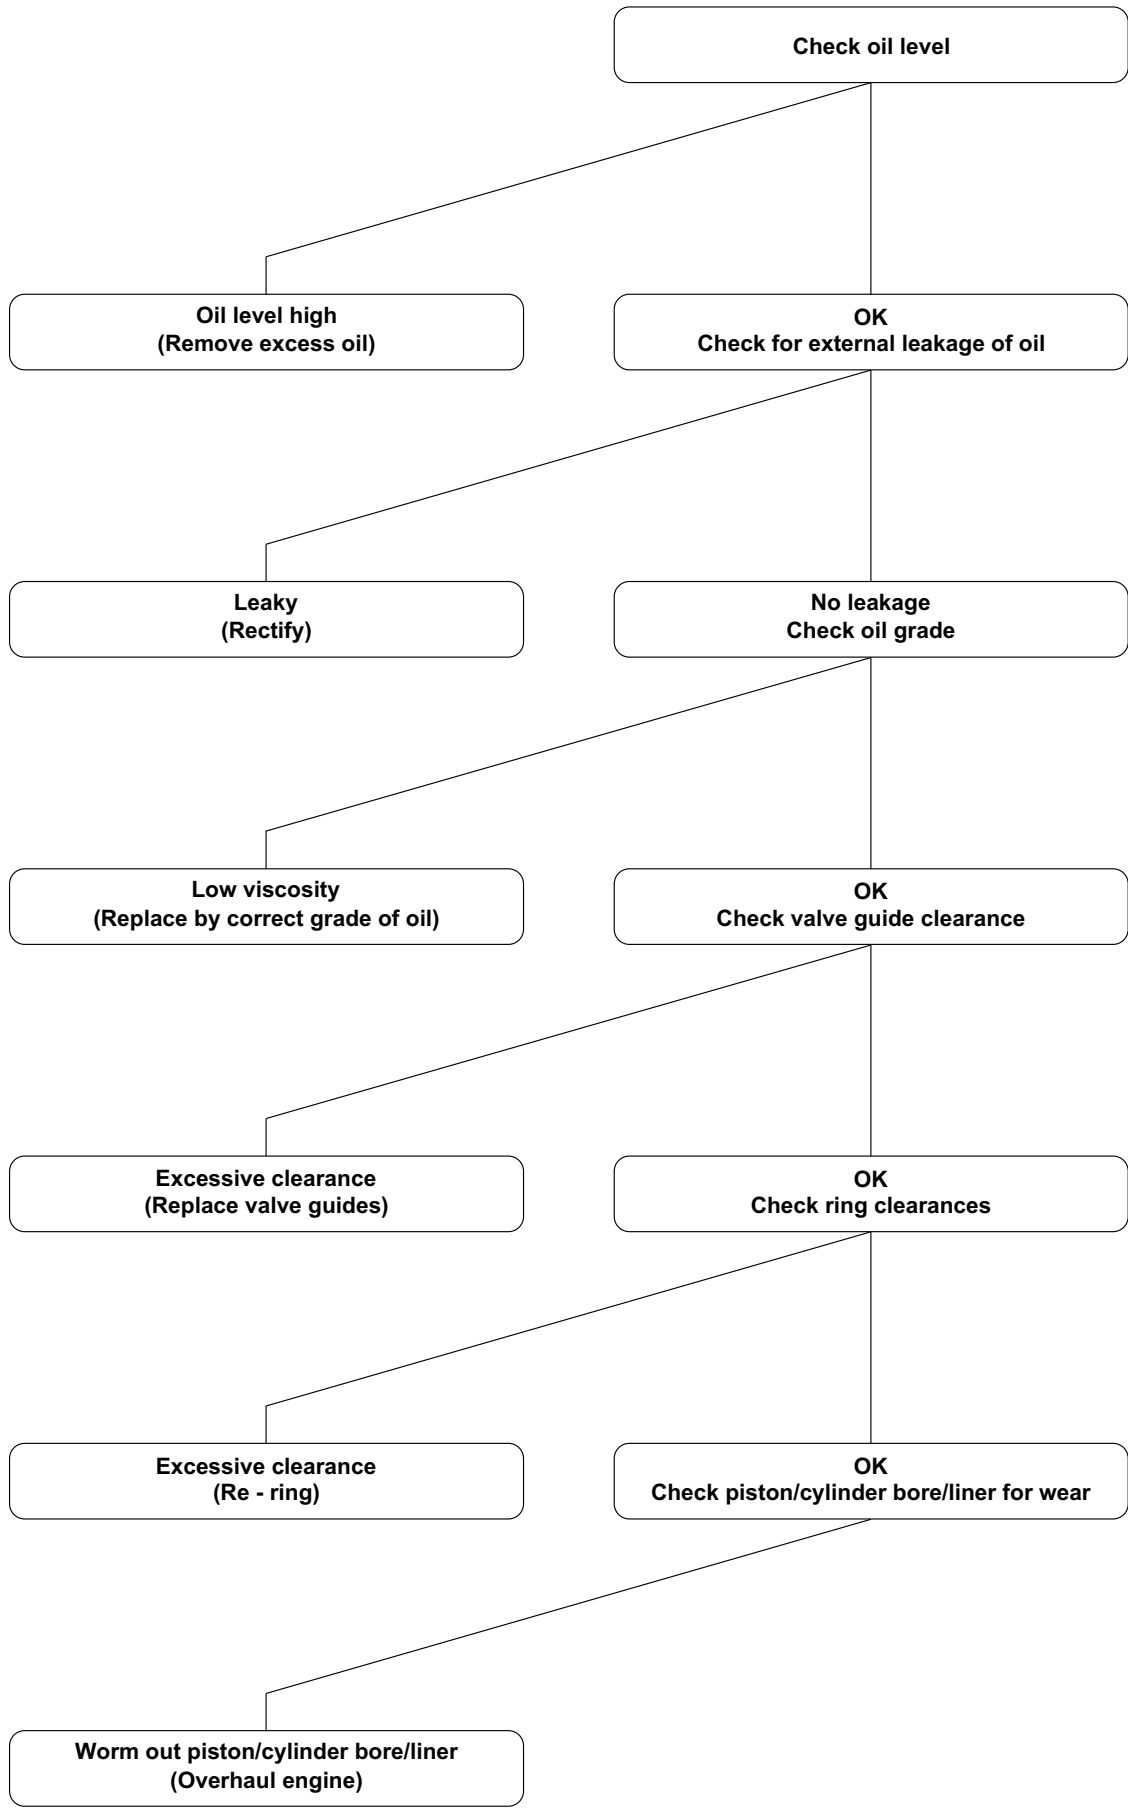 Check oil level
Oil level high
(Remove excess oil)
OK
Check for external leakage of oil
Leaky
(Rectify)
No leakage
Check oil grade
Low viscosity
(Replace by correct grade of oil)
OK
Check valve guide clearance
Excessive clearance
(Replace valve guides)
OK
Check ring clearances
Excessive clearance
(Re - ring)
OK
Check piston/cylinder bore/liner for wear
Worm out piston/cylinder bore/liner
(Overhaul engine)